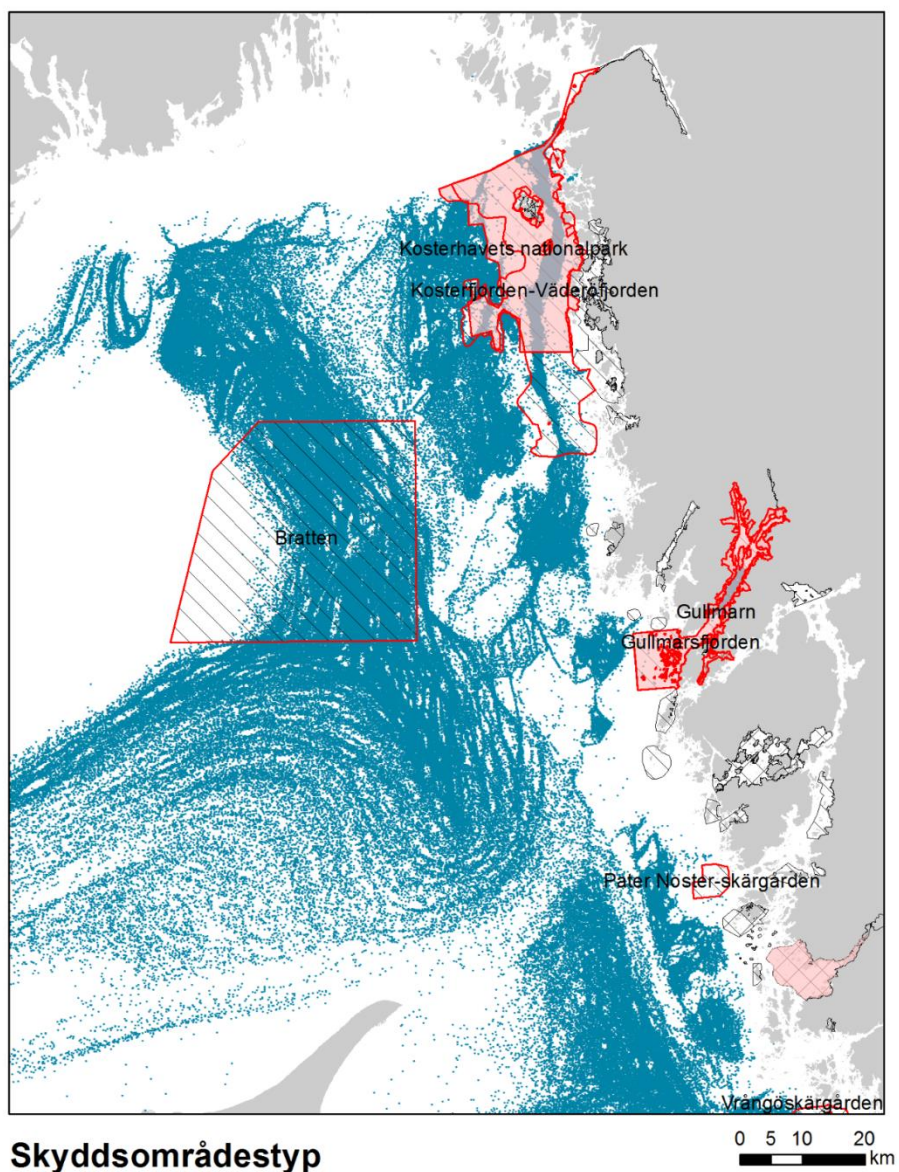 Kosterhavets nationalpark
Kosterfjorden-Väderöfjorden
Bratten
Gullmarn
Gullmarsfjorden
Pater Noster-skärgården
Vrångöskärgården
Skyddsområdestyp
0 5 10 20
km